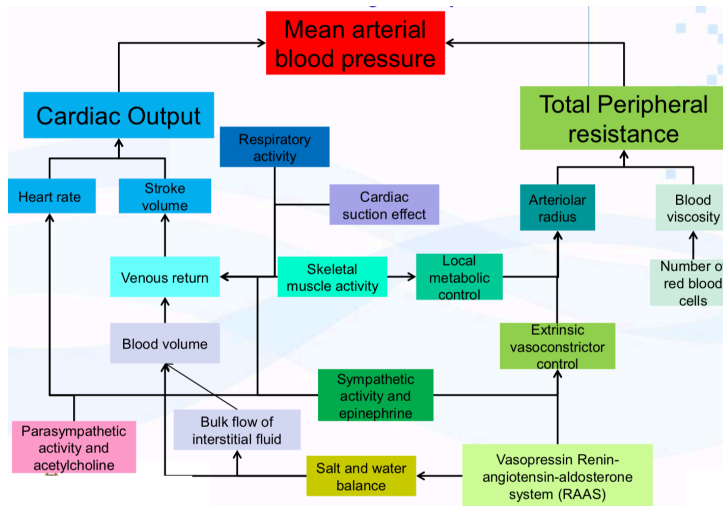 Mean arterial
blood pressure
Cardiac Output
Total Peripheral
resistance
Respiratory
activity
Heart rate
Stroke
volume
Cardiac
suction effect
Arteriolar
radius
Blood
viscosity
Venous return
Skeletal
muscle activity
Local
metabolic
control
Number of
red blood
cells
Blood volume
Extrinsic
vasoconstrictor
control
Sympathetic
activity and
epinephrine
Parasympathetic
activity and
acetylcholine
Bulk flow of
interstitial fluid
Salt and water
balance
Vasopressin Renin-
angiotensin-aldosterone
system (RAAS)